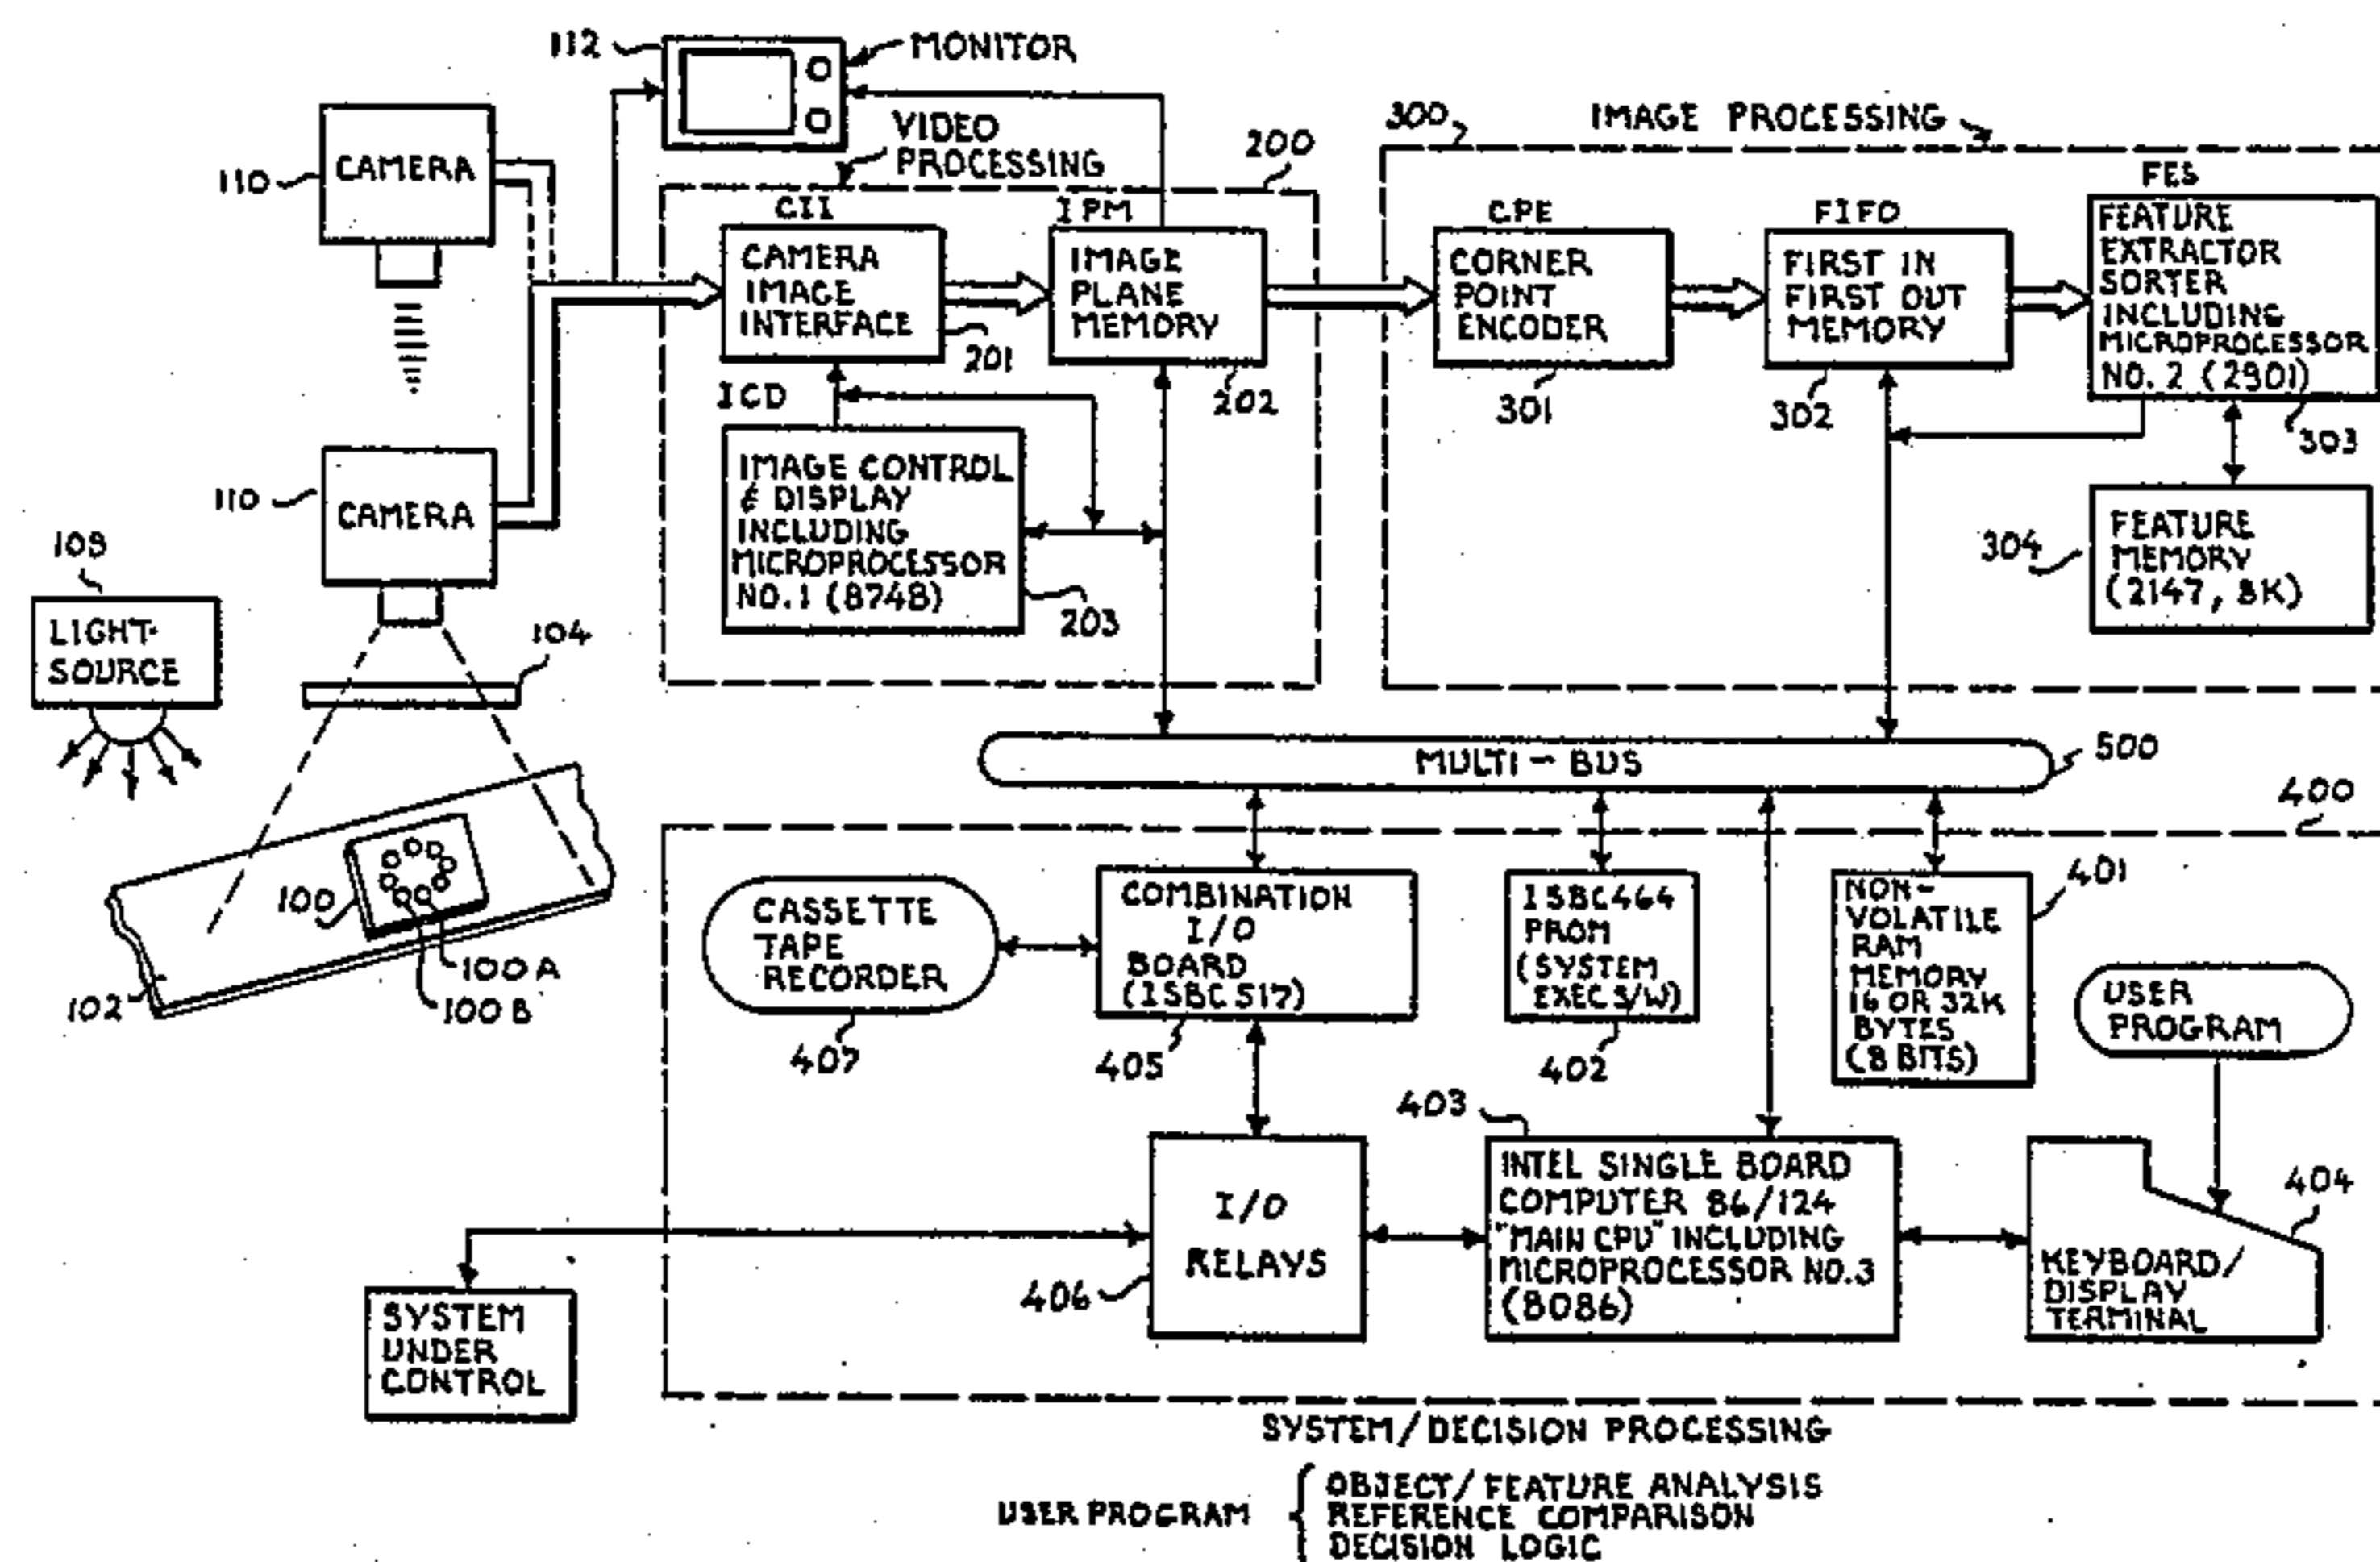 112
MONITOR
110
CAMERA
VIDEO
PROCESSING
200
300
IMAGE PROCESSING
CII
CAMERA
IMAGE
INTERFACE
201
IPM
IMAGE
PLANE
MEMORY
202
CPE
CORNER
POINT
ENCODER
301
FIFO
FIRST IN
FIRST OUT
MEMORY
302
FES
FEATURE
EXTRACTOR
SORTER
INCLUDING
MICROPROCESSOR
NO. 2 (2901)
303
ICD
IMAGE CONTROL
& DISPLAY
INCLUDING
MICROPROCESSOR
NO. 1 (8748)
203
304
FEATURE
MEMORY
(2147, 8K)
110
CAMERA
108
LIGHT-
SOURCE
104
100
100A
100B
102
MULTI-BUS
500
400
CASSETTE
TAPE
RECORDER
407
COMBINATION
I/O
BOARD
(ISBC 517)
405
ISBC464
PROM
(SYSTEM
EXEC S/W)
402
NON-
VOLATILE
RAM
MEMORY
16 OR 32K
BYTES
(8 BITS)
401
USER
PROGRAM
I/O
RELAYS
406
403
INTEL SINGLE BOARD
COMPUTER 86/124
"MAIN CPU" INCLUDING
MICROPROCESSOR NO.3
(8086)
404
KEYBOARD/
DISPLAY
TERMINAL
SYSTEM
UNDER
CONTROL
SYSTEM/DECISION PROCESSING
USER PROGRAM { OBJECT/FEATURE ANALYSIS
REFERENCE COMPARISON
DECISION LOGIC